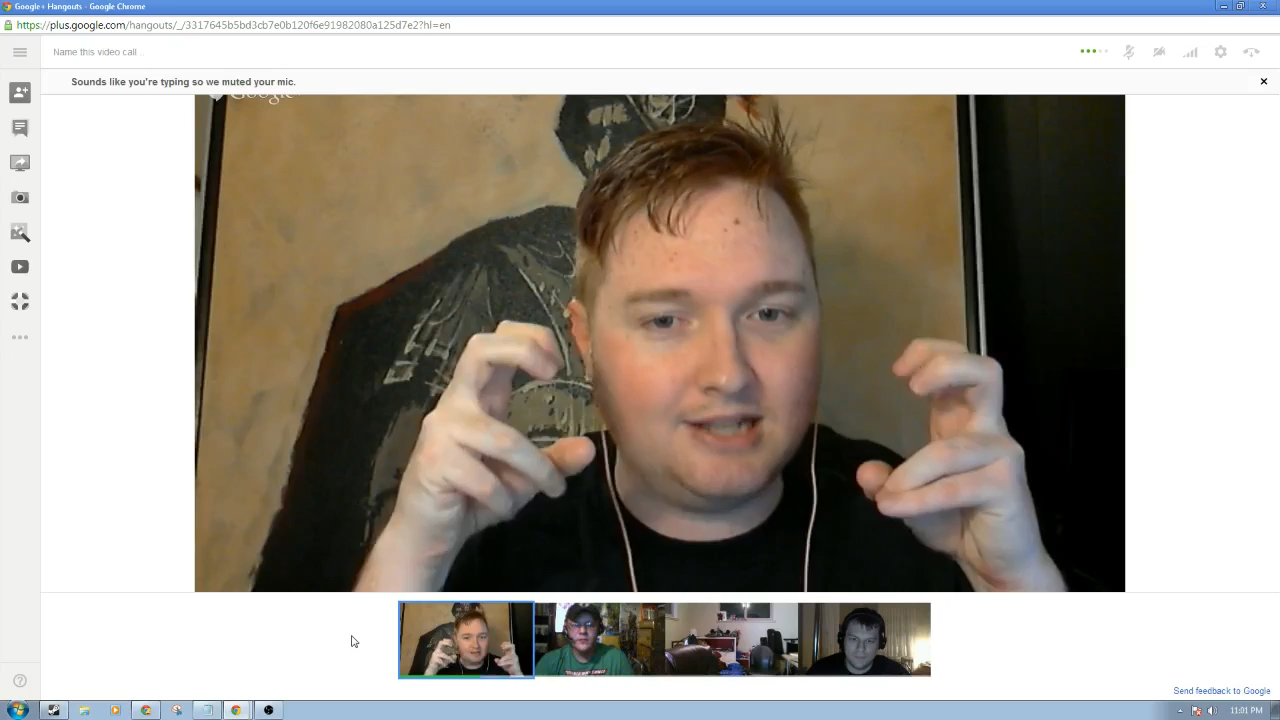 Google+ Hangouts - Google Chrome
https://plus.google.com/hangouts/_/3317645b5bd3cb7e0b120f6e91982080a125d7e2?hl=en
Name this video call...
Sounds like you're typing so we muted your mic.
Google
Send feedback to Google
11:01 PM